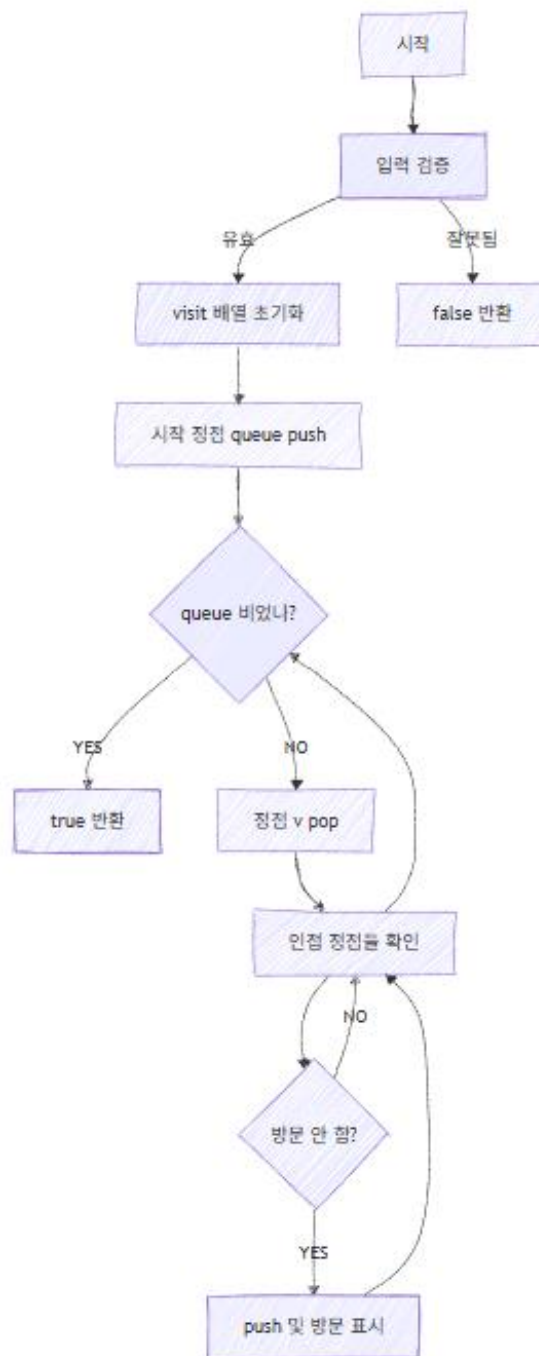 시작
입력 검증
유효
잘못됨
visit 배열 초기화
false 반환
시작 정점 queue push
queue 비었나?
YES
NO
true 반환
정점 v pop
인접 정점들 확인
NO
방문 안 함?
YES
push 및 방문 표시